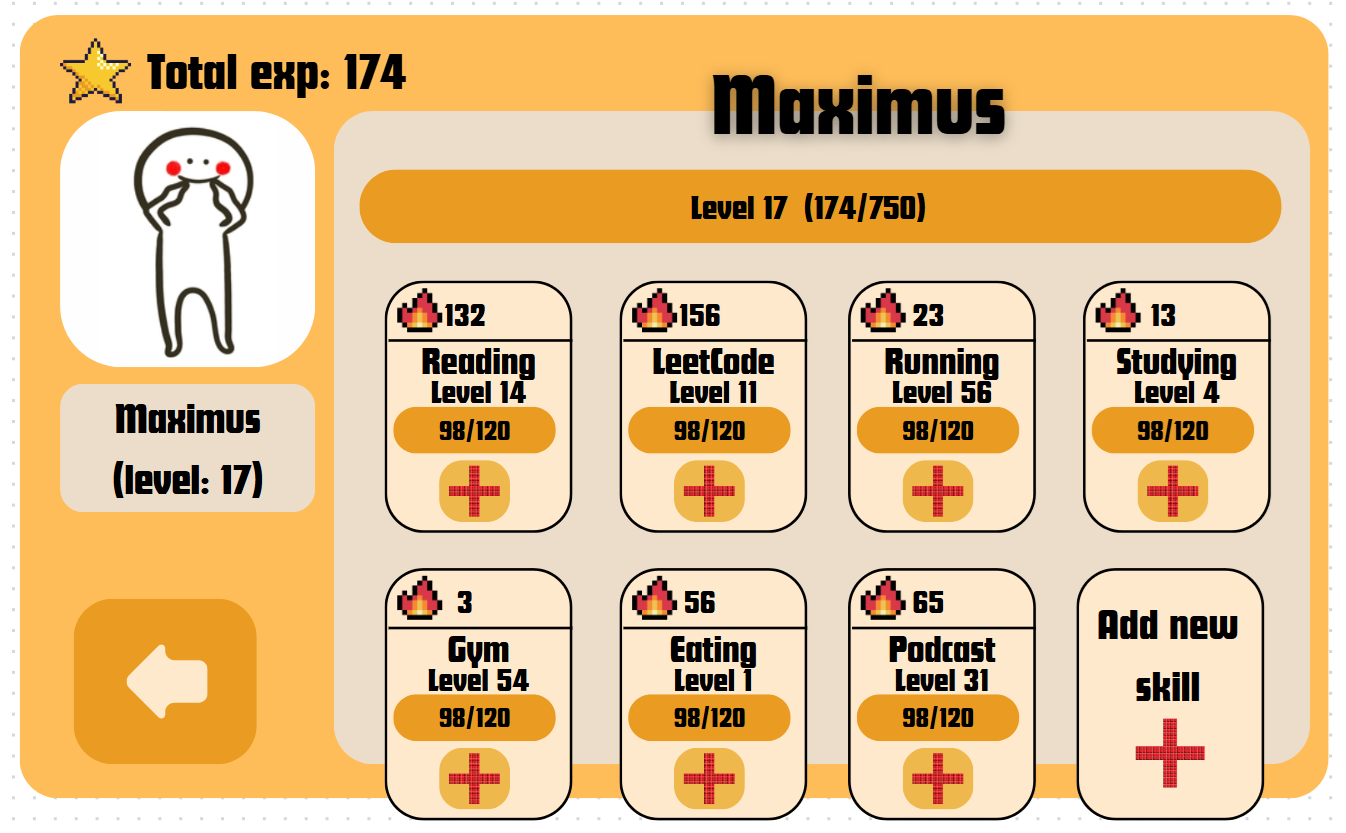 Total exp: 174
Maximus
Level 17 (174/750)
Maximus
(level: 17)
132
Reading
Level 14
98/120
156
LeetCode
Level 11
98/120
23
Running
Level 56
98/120
13
Studying
Level 4
98/120
3
Gym
Level 54
98/120
56
Eating
Level 1
98/120
65
Podcast
Level 31
98/120
Add new
skill